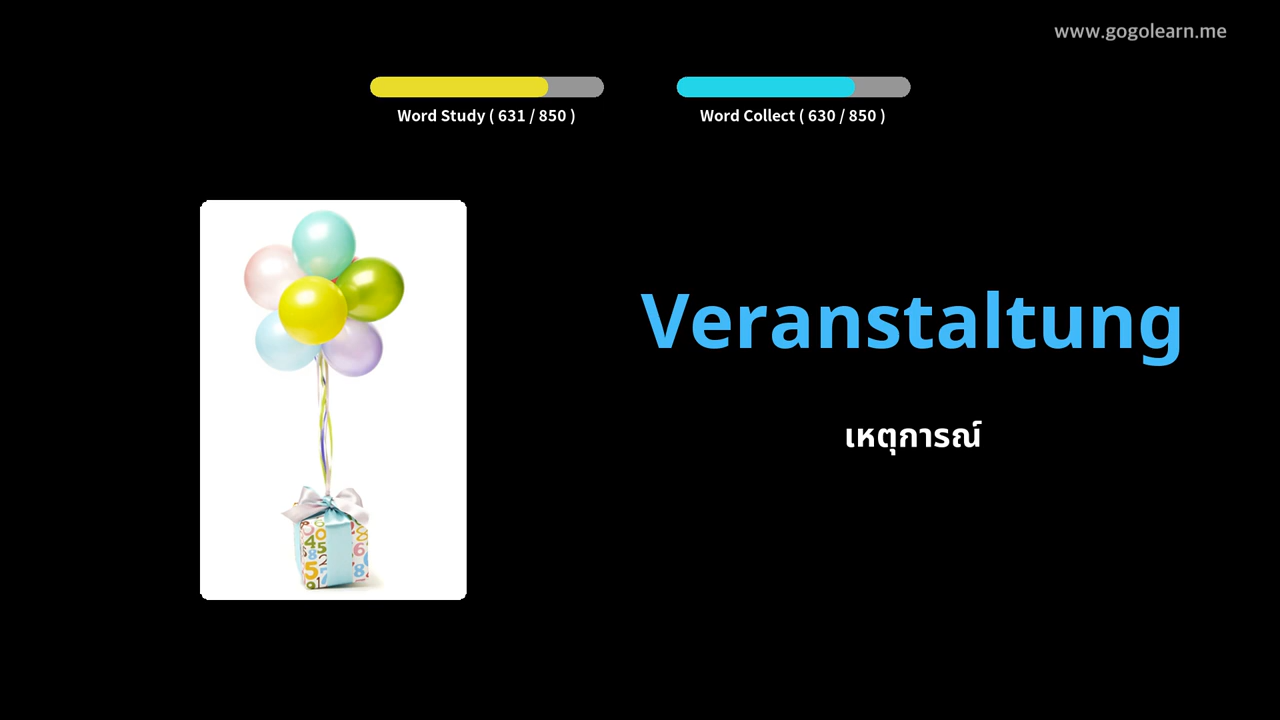 www.gogolearn.me
Word Study ( 631 / 850 )
Word Collect ( 630 / 850 )
Veranstaltung
เหตุการณ์